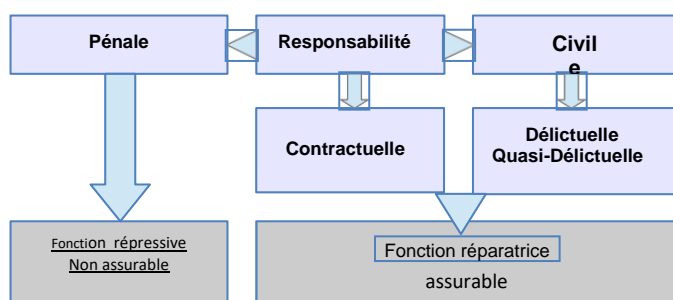 Pénale
Responsabilité
Civil
e
Contractuelle
Délictuelle
Quasi-Délictuelle
Fonction répressive
Non assurable
Fonction réparatrice
assurable